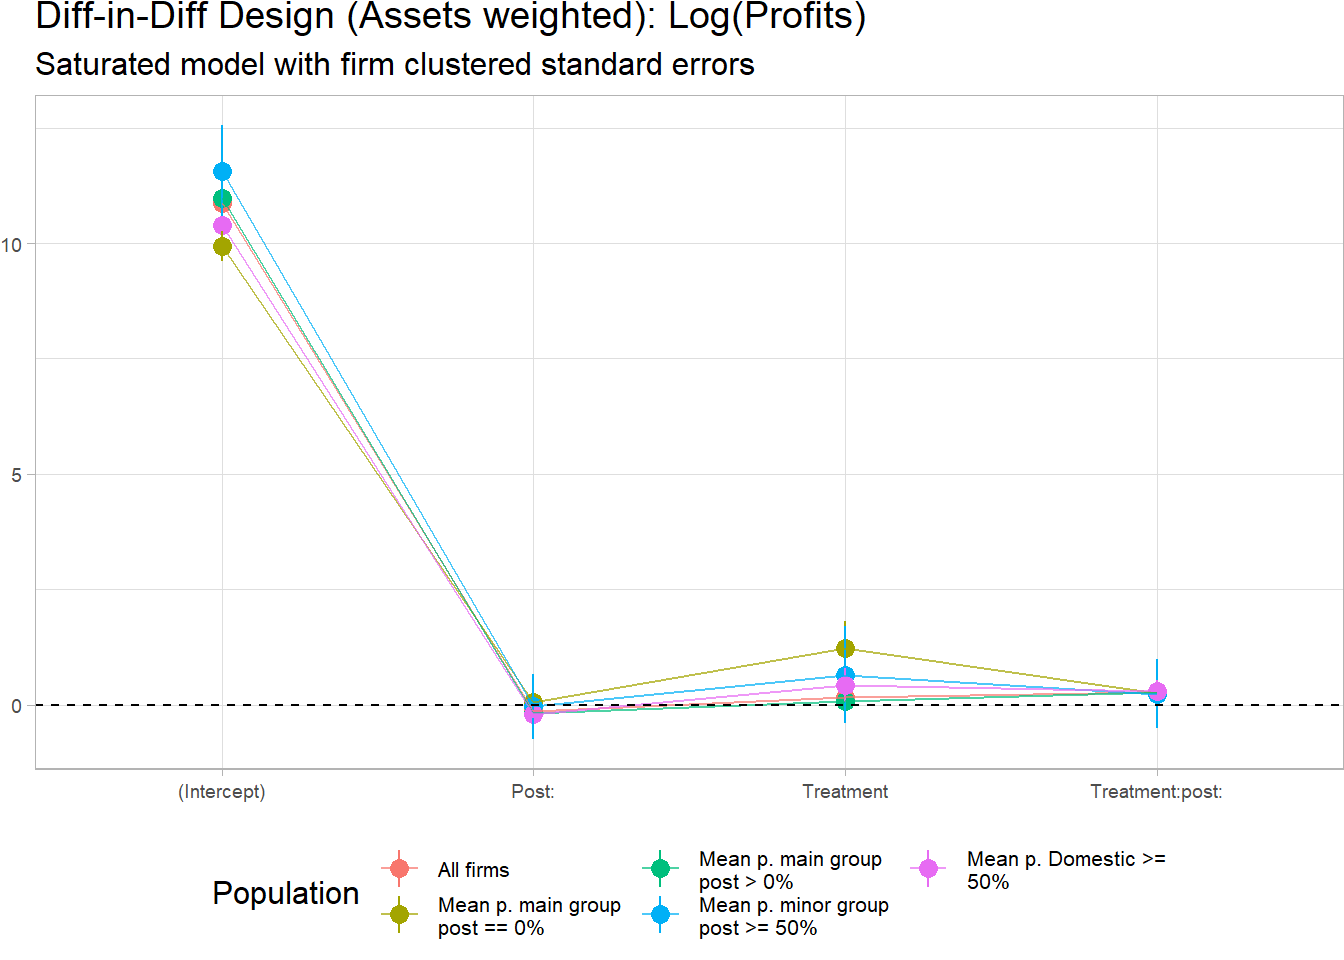 Diff-in-Diff Design (Assets weighted): Log(Profits)
Saturated model with firm clustered standard errors
10
5
0
(Intercept)
Post:
Treatment
Treatment:post:
Population
All firms
Mean p. main group
post == 0%
Mean p. main group
post > 0%
Mean p. minor group
post >= 50%
Mean p. Domestic >=
50%